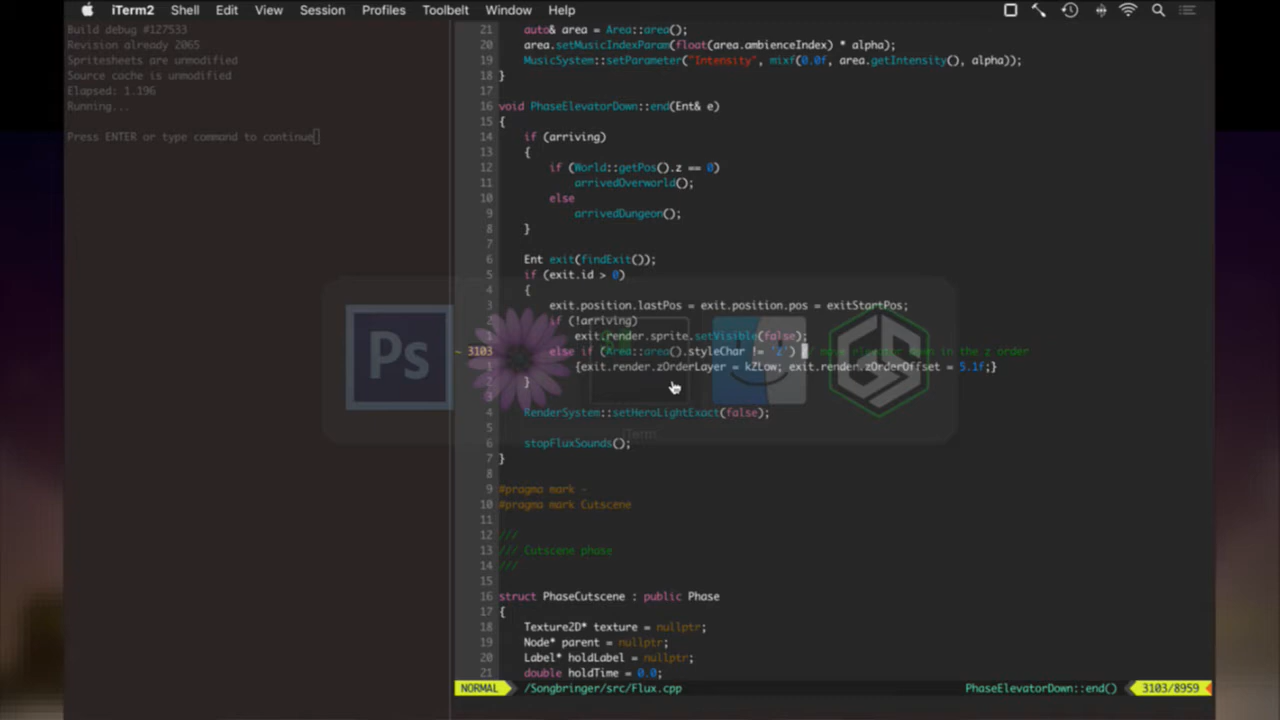 iTerm2 Shell Edit View Session Profiles Toolbelt Window Help
Build debug #127533
Revision already 2065
Spritesheets are unmodified
Source cache is unmodified
Elapsed: 1.196
Running...
Press ENTER or type command to continue
21 auto& area = Area::area();
20 area.setMusicIndexParam(float(area.ambienceIndex) * alpha);
19 MusicSystem::setParameter("Intensity", mixf(0.0f, area.getIntensity(), alpha));
18 }
17
16 void PhaseElevatorDown::end(Ent& e)
15 {
14 if (arriving)
13 {
12 if (World::getPos().z == 0)
11 arrivedOverworld();
10 else
9 arrivedDungeon();
8 }
7
6 Ent exit(findExit());
5 if (exit.id > 0)
4 {
3 exit.position.lastPos = exit.position.pos = exitStartPos;
2 if (!arriving)
1 exit.render.sprite.setVisible(false);
~ 3103 else if (Area::area().styleChar != 'z') in the z order
1 {exit.render.zOrderLayer = kZLow; exit.render.zOrderOffset = 5.1f;}
2 }
3
4 RenderSystem::setHeroLightExact(false);
5
6 stopFluxSounds();
7 }
8
9 #pragma mark -
10 #pragma mark Cutscene
11
12 ///
13 /// Cutscene phase
14 ///
15
16 struct PhaseCutscene : public Phase
17 {
18 Texture2D* texture = nullptr;
19 Node* parent = nullptr;
20 Label* holdLabel = nullptr;
21 double holdTime = 0.0;
Ps
iTerm
NORMAL /Songbringer/src/Flux.cpp PhaseElevatorDown::end() 3103/8959